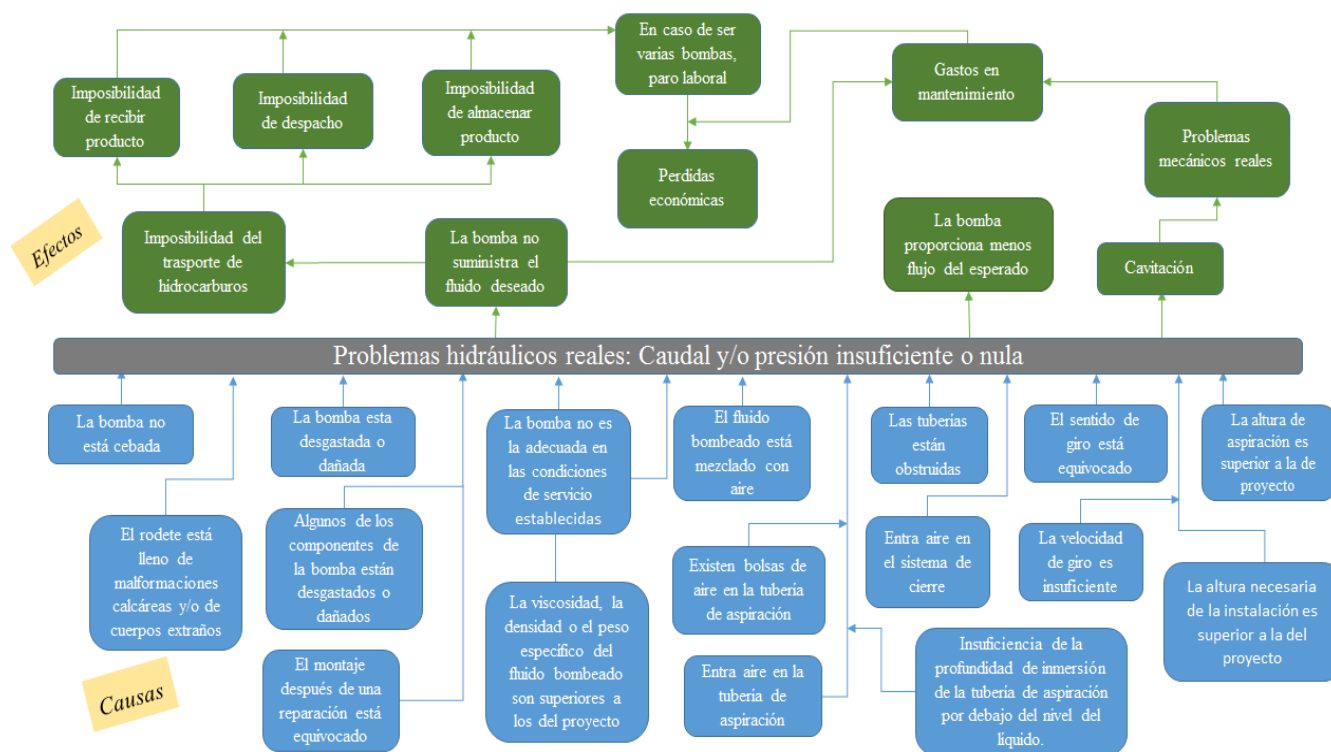 En caso de ser
varias bombas,
paro laboral
Gastos en
mantenimiento
Imposibilidad
de recibir
producto
Imposibilidad
de despacho
Imposibilidad
de almacenar
producto
Problemas
mecánicos reales
Perdidas
económicas
Efectos
Imposibilidad del
trasporte de
hidrocarburos
La bomba no
suministra el
fluido deseado
La bomba
proporciona menos
flujo del esperado
Cavitación
Problemas hidráulicos reales: Caudal y/o presión insuficiente o nula
La bomba no
está cebada
La bomba esta
desgastada o
dañada
La bomba no es
la adecuada en
las condiciones
de servicio
establecidas
El fluido
bombeado está
mezclado con
aire
Las tuberías
están
obstruidas
El sentido de
giro está
equivocado
La altura de
aspiración es
superior a la de
proyecto
El rodete está
lleno de
malformaciones
calcáreas y/o de
cuerpos extraños
Algunos de los
componentes de
la bomba están
desgastados o
dañados
Existen bolsas de
aire en la tubería
de aspiración
Entra aire en
el sistema de
cierre
La velocidad
de giro es
insuficiente
La altura necesaria
de la instalación es
superior a la del
proyecto
La viscosidad, la
densidad o el peso
especifico del
fluido bombeado
son superiores a
los del proyecto
El montaje
después de una
reparación está
equivocado
Entra aire en la
tubería de
aspiración
Insuficiencia de la
profundidad de inmersión
de la tubería de aspiración
por debajo del nivel del
líquido.
Causas